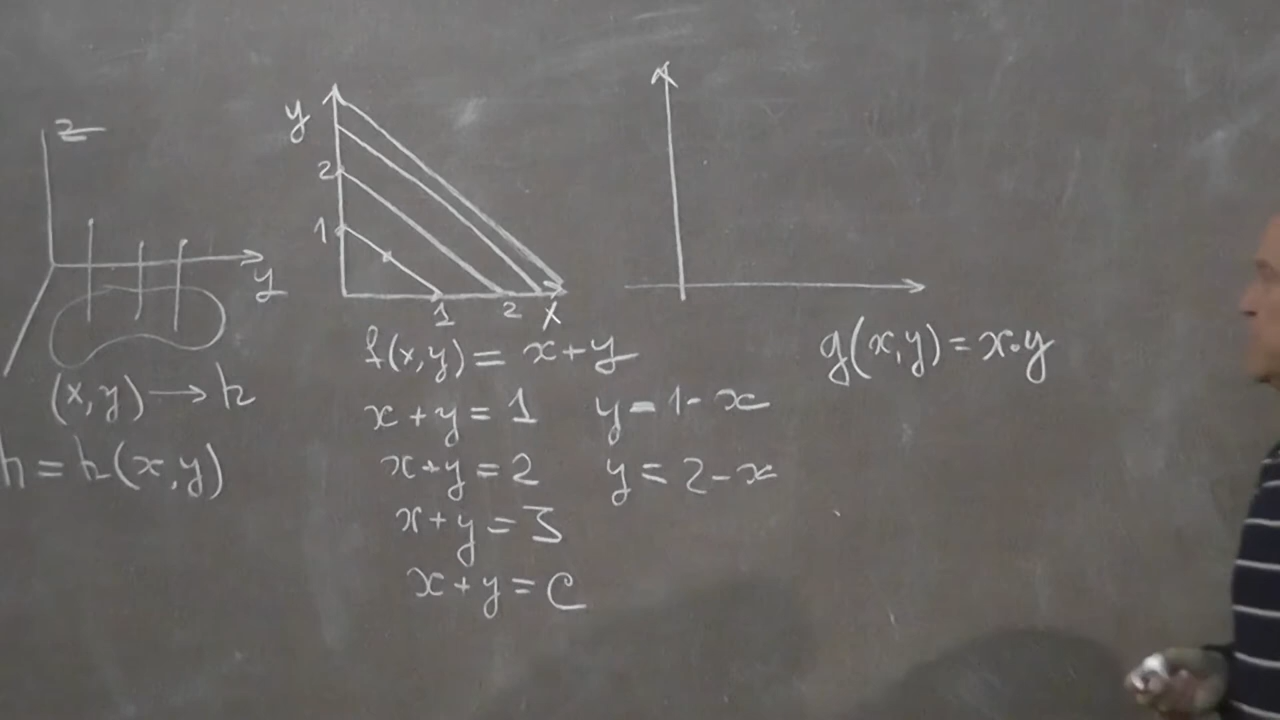 z
y
(x, y) → h
h = h(x, y)
y
2
1
1 2 x
f(x, y) = x + y
x + y = 1 y = 1 - x
x + y = 2 y = 2 - x
x + y = 3
x + y = C
g(x, y) = x • y